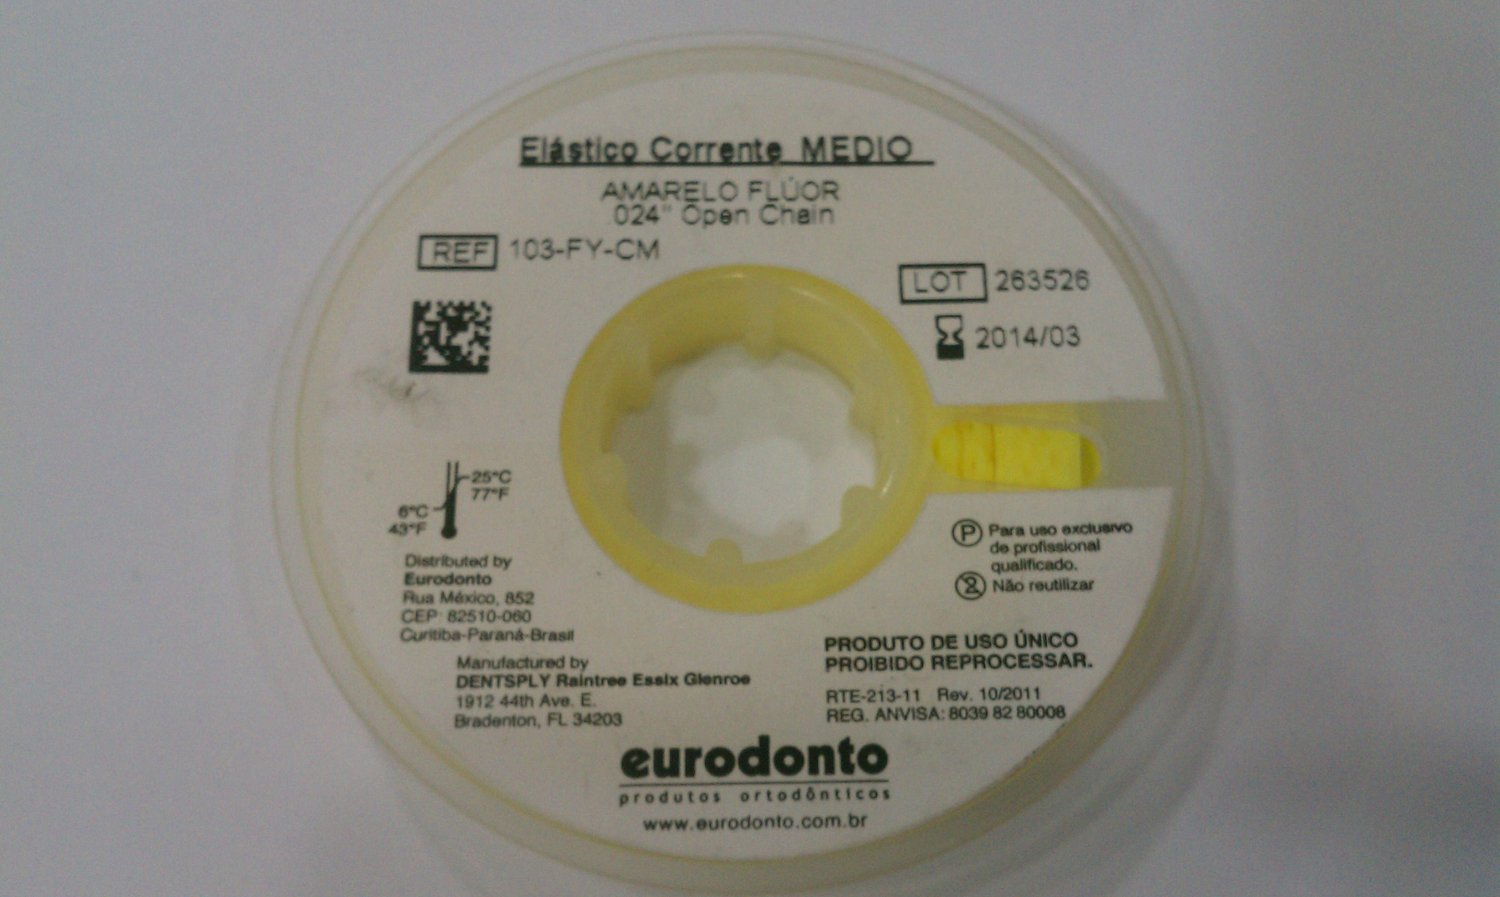 Elástico Corrente MEDIO
AMARELO FLÚOR
.024" Open Chain
REF 103-FY-CM
LOT 263526
2014/03
25°C
77°F
6°C
43°F
Distributed by
Eurodonto
Rua México, 852
CEP: 82510-060
Curitiba-Paraná-Brasil
Manufactured by
DENTSPLY Raintree Essix Glenroe
1912 44th Ave. E.
Bradenton, FL 34203
P Para uso exclusivo
de profissional
qualificado.
2 Não reutilizar
PRODUTO DE USO ÚNICO
PROIBIDO REPROCESSAR.
RTE-213-11 Rev. 10/2011
REG. ANVISA: 8039 82 80008
eurodonto
produtos ortodônticos
www.eurodonto.com.br